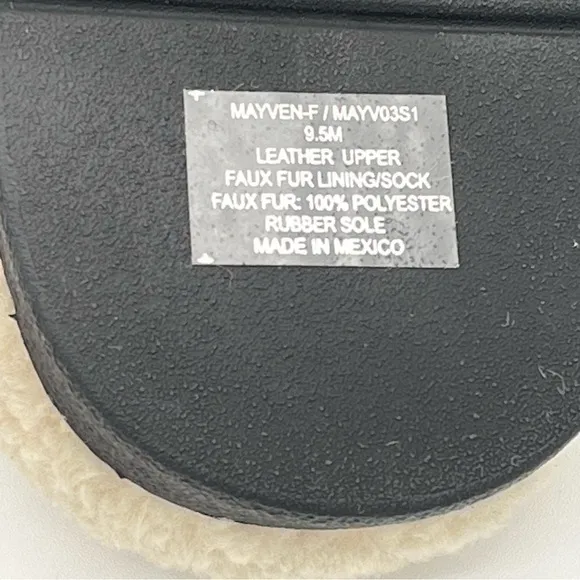 MAYVEN-F / MAYV03S1
9.5M
LEATHER UPPER
FAUX FUR LINING/SOCK
FAUX FUR: 100% POLYESTER
RUBBER SOLE
MADE IN MEXICO